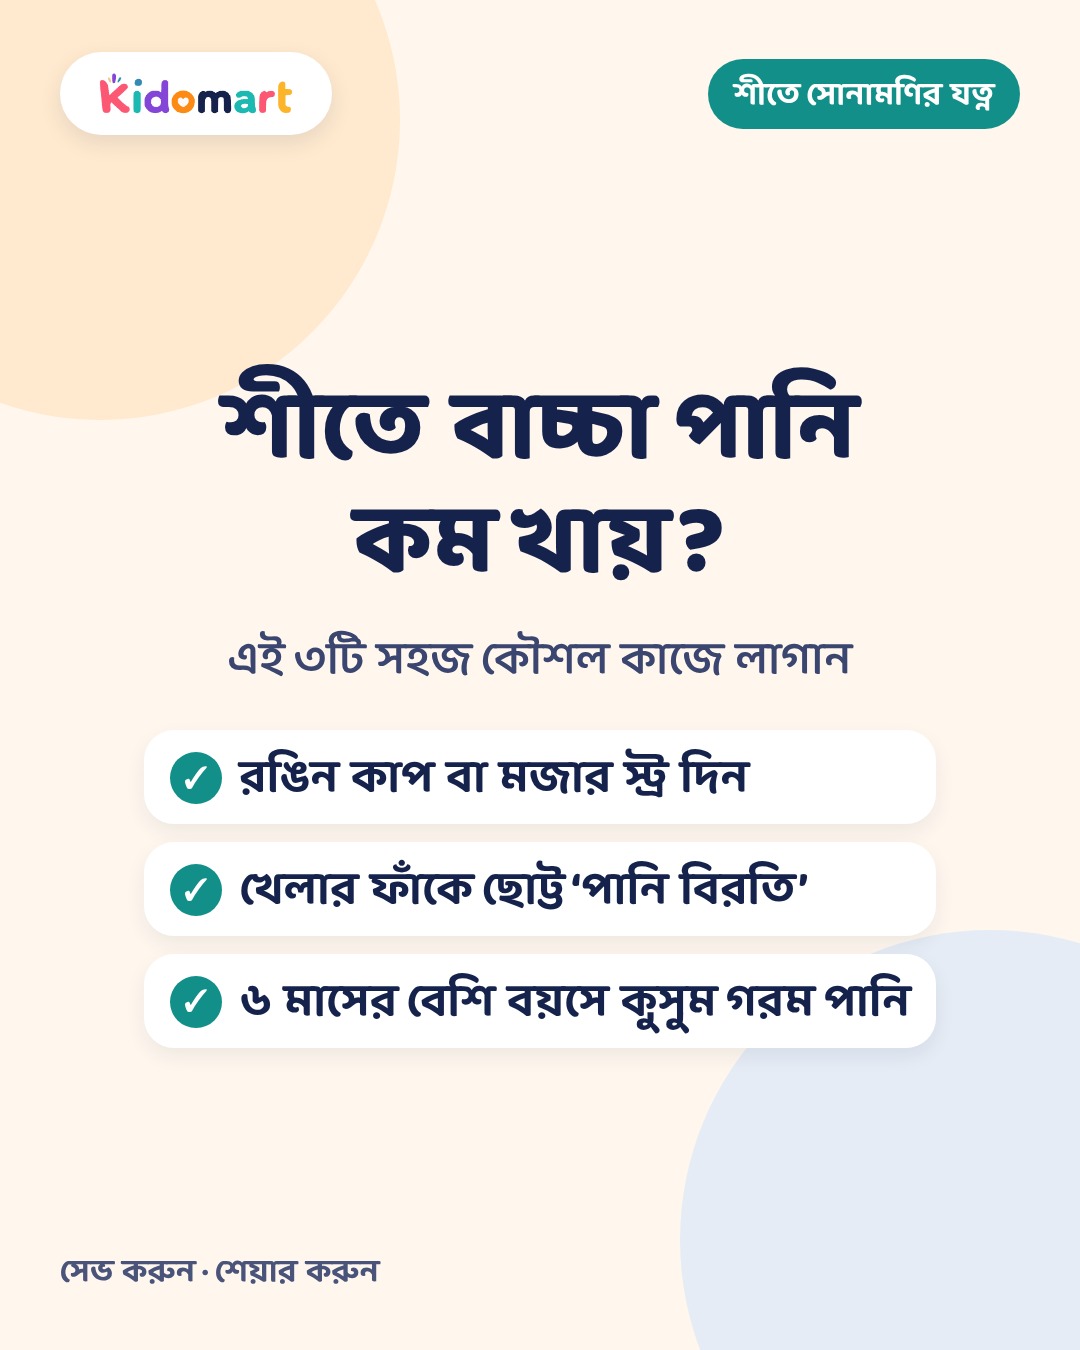 Kidomart
শীতে সোনামণির যত্ন
শীতে বাচ্চা পানি
কম খায়?
এই ৩টি সহজ কৌশল কাজে লাগান
✓ রঙিন কাপ বা মজার স্ট্র দিন
✓ খেলার ফাঁকে ছোট্ট ‘পানি বিরতি’
✓ ৬ মাসের বেশি বয়সে কুসুম গরম পানি
সেভ করুন · শেয়ার করুন